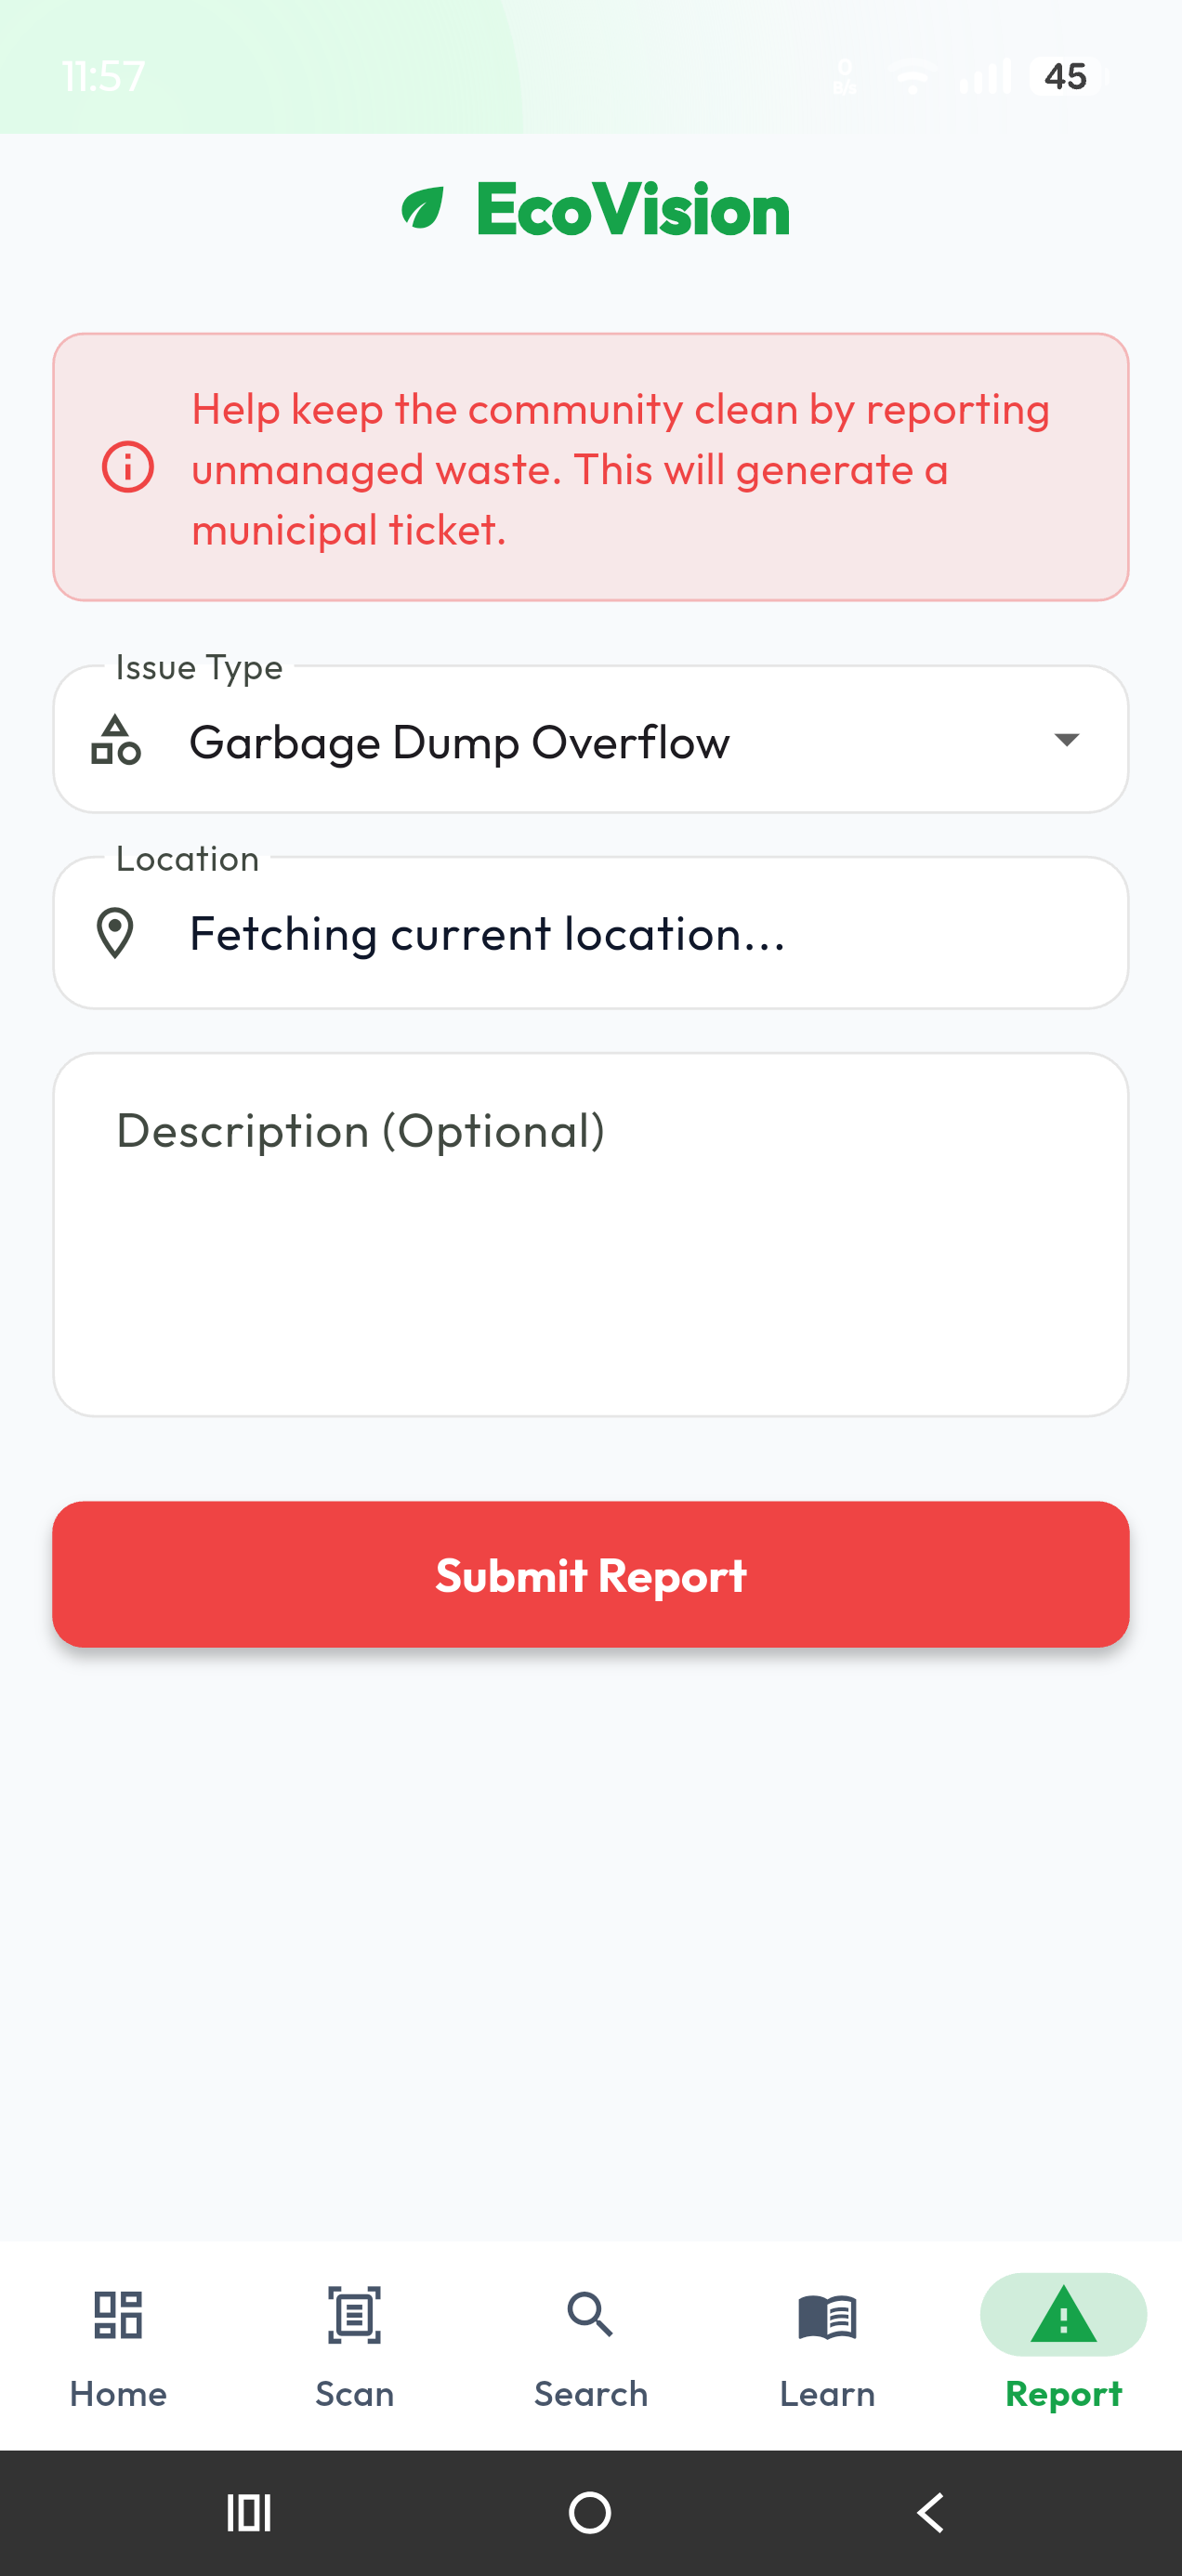 11:57
0
B/s
45
EcoVision
Help keep the community clean by reporting
unmanaged waste. This will generate a
municipal ticket.
Issue Type
Garbage Dump Overflow
Location
Fetching current location...
Description (Optional)
Submit Report
Home
Scan
Search
Learn
Report